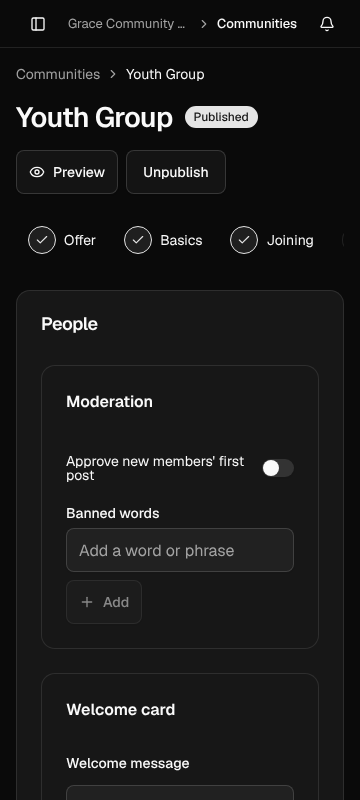 Grace Community ...
Communities
Communities
Youth Group
Youth Group
Published
Preview
Unpublish
Offer
Basics
Joining
People
Moderation
Approve new members' first
post
Banned words
Add a word or phrase
Add
Welcome card
Welcome message